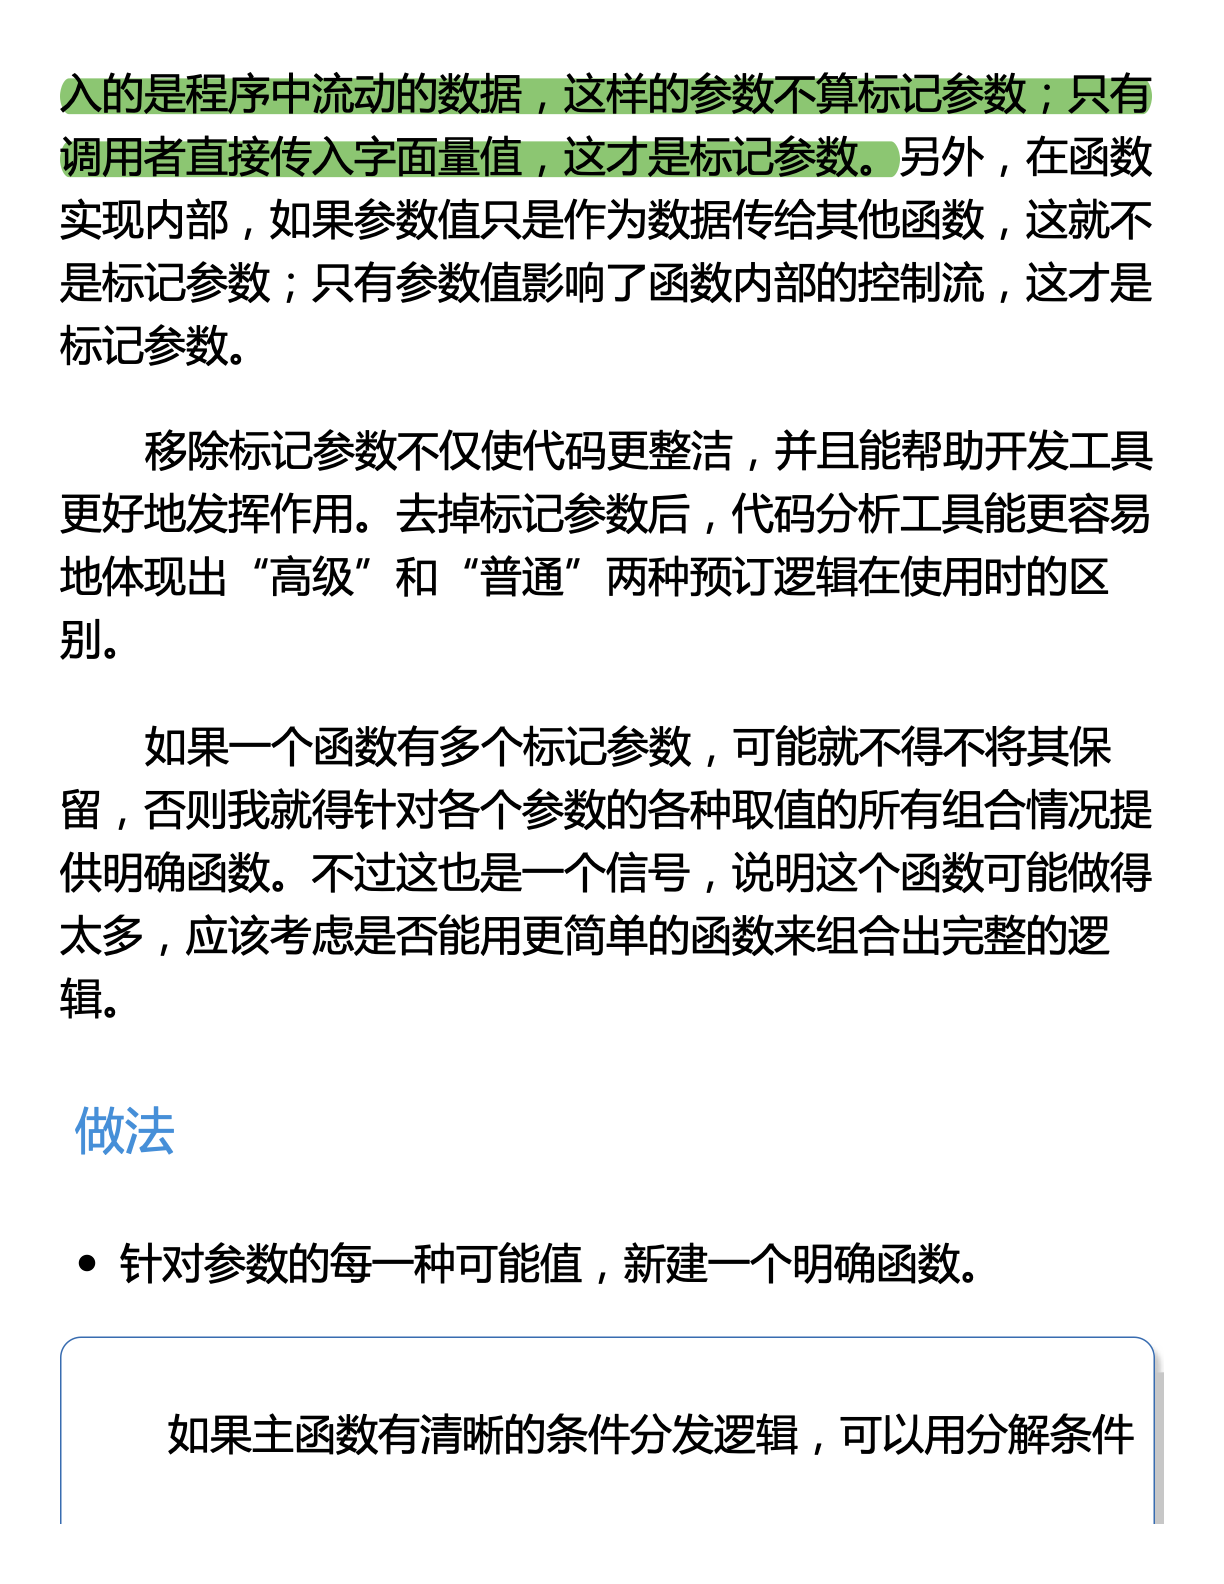 入的是程序中流动的数据，这样的参数不算标记参数；只有
调用者直接传入字面量值，这才是标记参数。另外，在函数
实现内部，如果参数值只是作为数据传给其他函数，这就不
是标记参数；只有参数值影响了函数内部的控制流，这才是
标记参数。
移除标记参数不仅使代码更整洁，并且能帮助开发工具
更好地发挥作用。去掉标记参数后，代码分析工具能更容易
地体现出“高级”和“普通”两种预订逻辑在使用时的区
别。
如果一个函数有多个标记参数，可能就不得不将其保
留，否则我就得针对各个参数的各种取值的所有组合情况提
供明确函数。不过这也是一个信号，说明这个函数可能做得
太多，应该考虑是否能用更简单的函数来组合出完整的逻
辑。
做法
• 针对参数的每一种可能值，新建一个明确函数。
如果主函数有清晰的条件分发逻辑，可以用分解条件